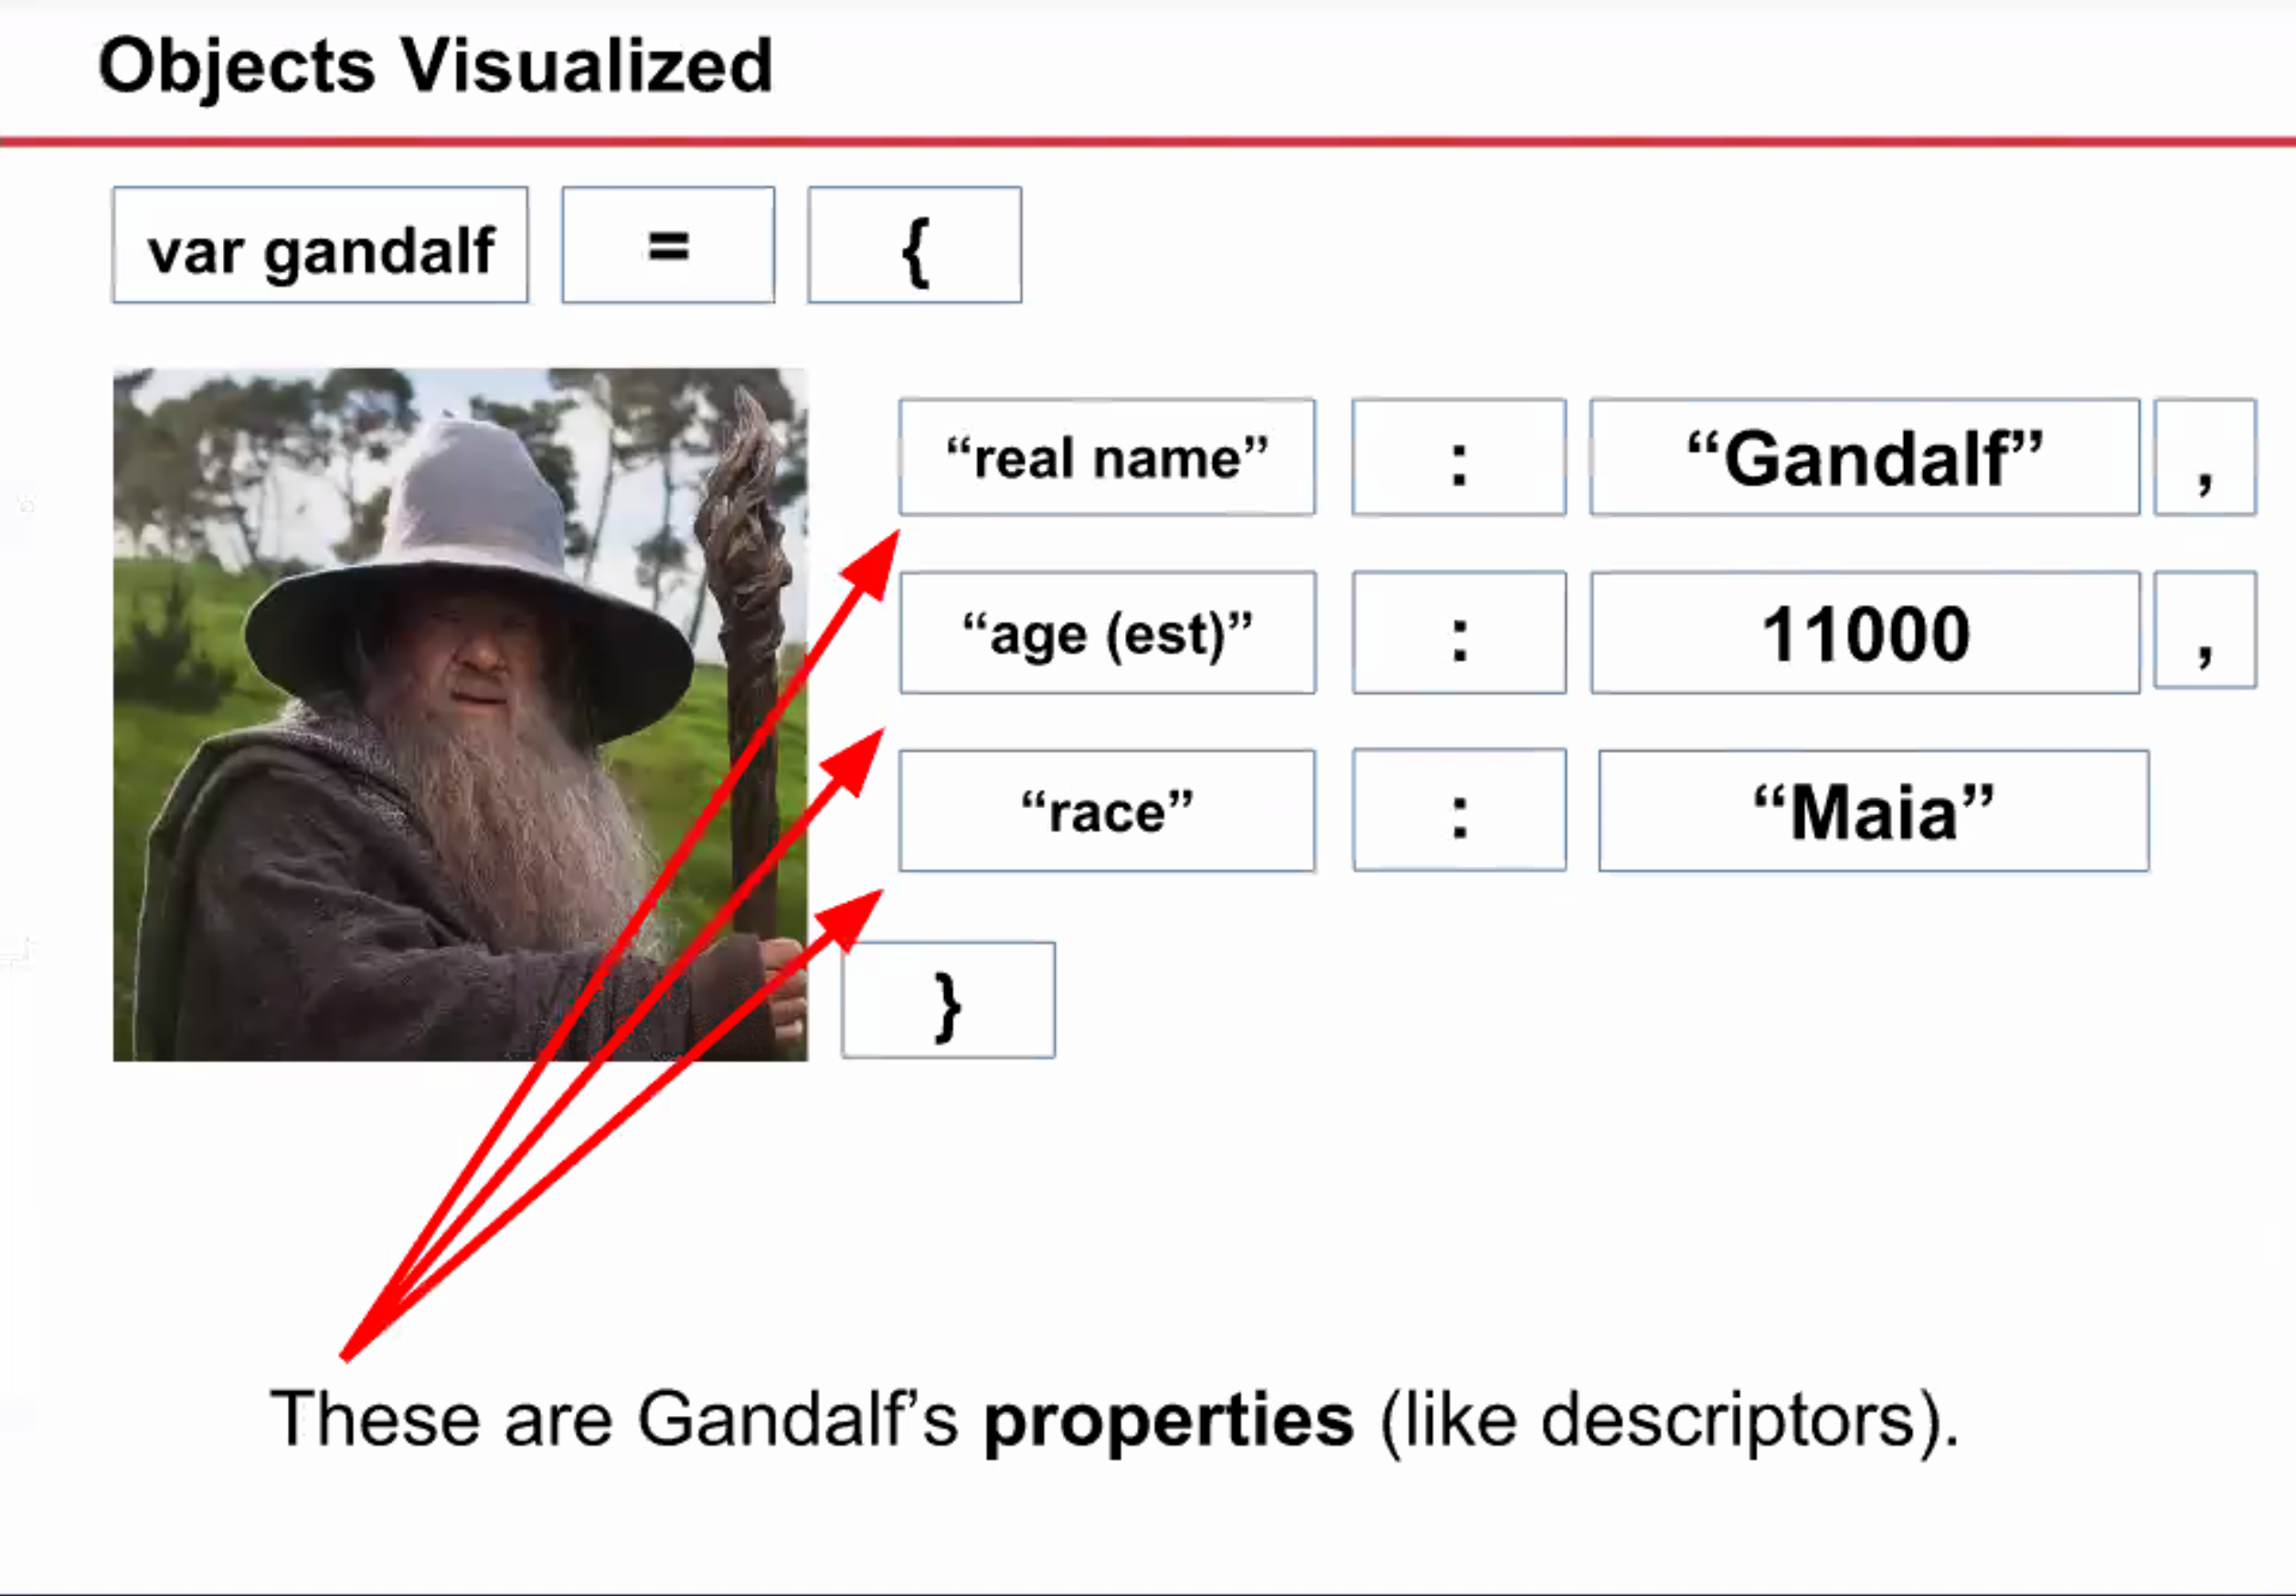 Objects Visualized
var gandalf = {
“real name” : “Gandalf” ,
“age (est)” : 11000 ,
“race” : “Maia”
}
These are Gandalf’s properties (like descriptors).